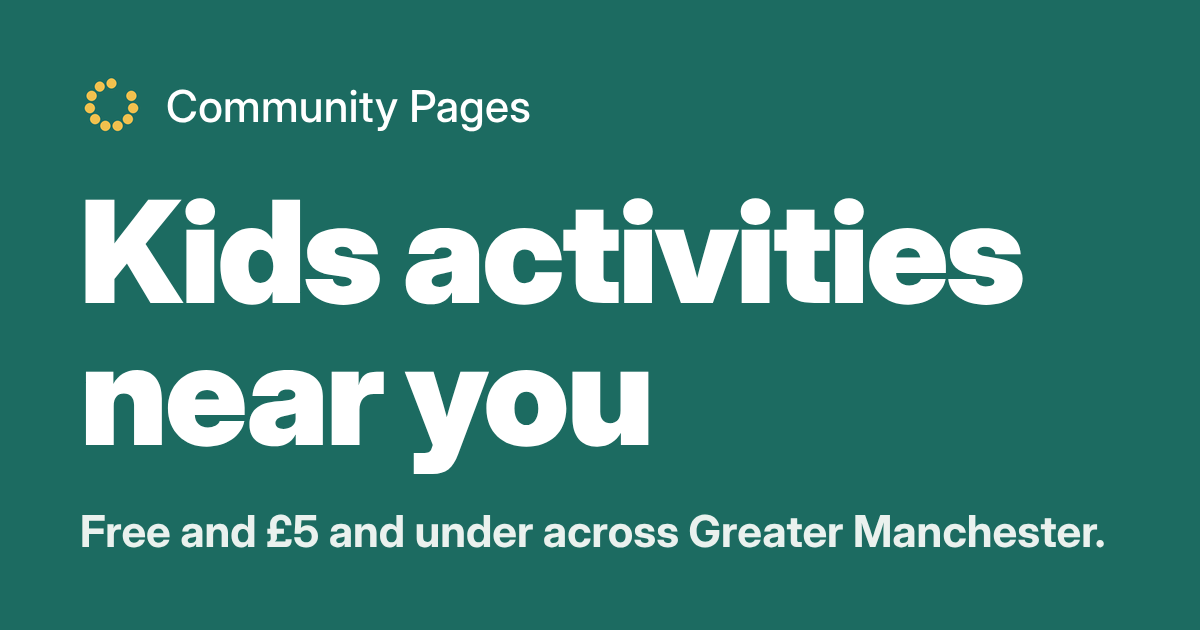 Community Pages
Kids activities
near you
Free and £5 and under across Greater Manchester.